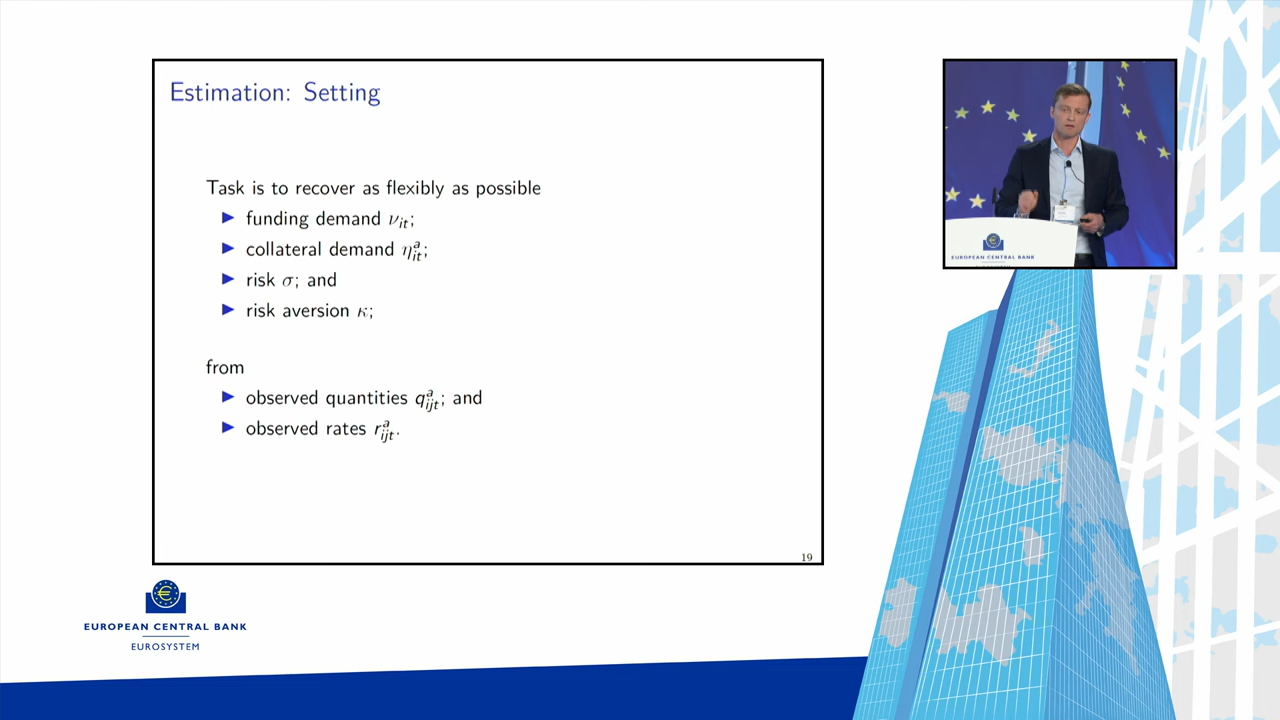 Estimation: Setting
Task is to recover as flexibly as possible
▶ funding demand ν_it;
▶ collateral demand η^a_it;
▶ risk σ; and
▶ risk aversion κ;
from
▶ observed quantities q^a_ijt; and
▶ observed rates r^a_ijt.
19
EUROPEAN CENTRAL BANK
EUROPEAN CENTRAL BANK
EUROSYSTEM